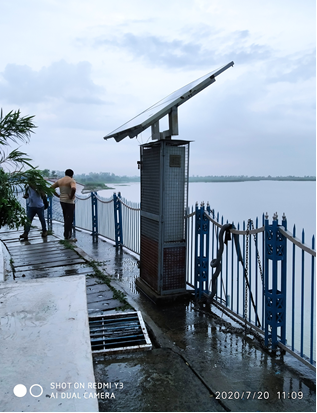 SHOT ON REDMI Y3
AI DUAL CAMERA
2020/7/20 11:09